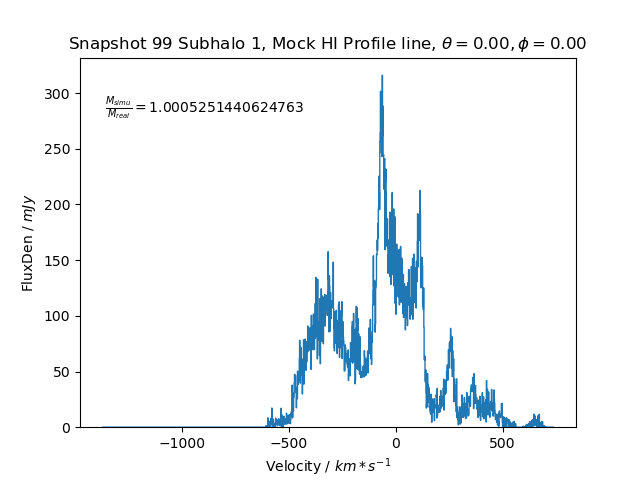 Snapshot 99 Subhalo 1, Mock HI Profile line, θ = 0.00, ϕ = 0.00
M_simu/M_real = 1.0005251440624763
FluxDen / mJy
300
250
200
150
100
50
0
−1000
−500
0
500
Velocity / km * s⁻¹